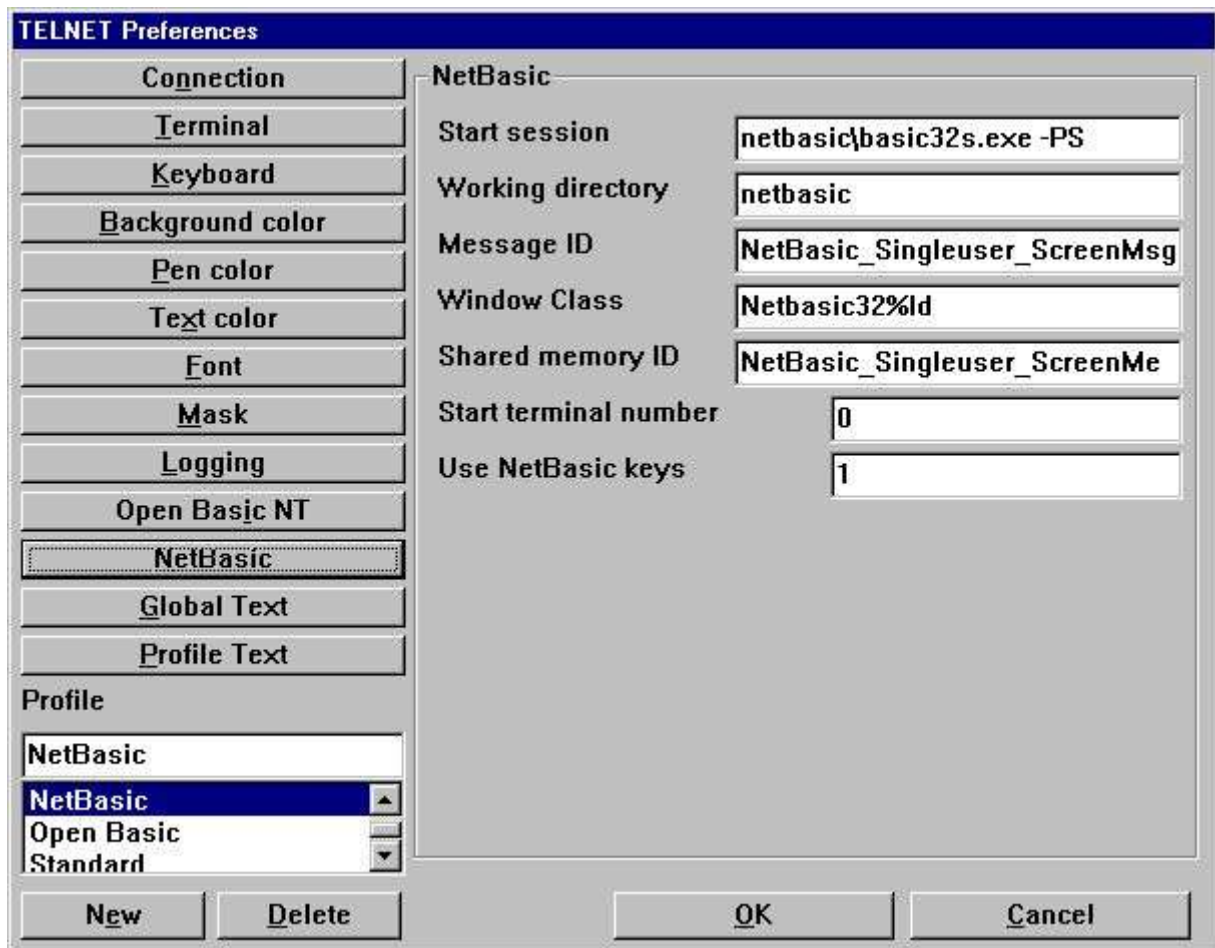 TELNET Preferences
Connection
Terminal
Keyboard
Background color
Pen color
Text color
Font
Mask
Logging
Open Basic NT
NetBasic
Global Text
Profile Text
Profile
NetBasic
NetBasic
Open Basic
Standard
New
Delete
NetBasic
Start session
netbasic\basic32s.exe -PS
Working directory
netbasic
Message ID
NetBasic_Singleuser_ScreenMsg
Window Class
Netbasic32%ld
Shared memory ID
NetBasic_Singleuser_ScreenMe
Start terminal number
0
Use NetBasic keys
1
OK
Cancel